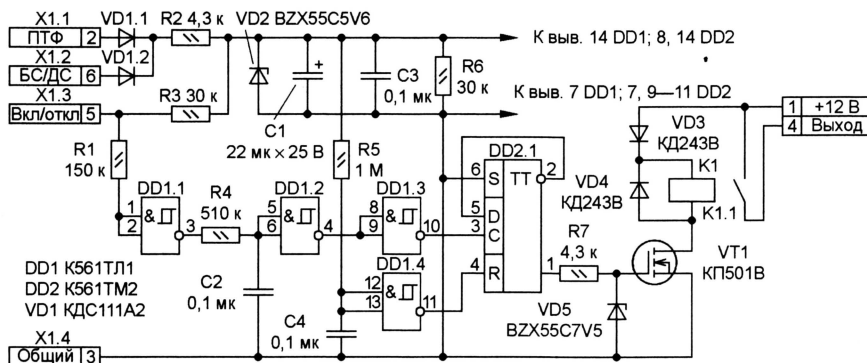 X1.1
ПТФ 2
X1.2
БС/ДС 6
X1.3
Вкл/откл 5
VD1.1
VD1.2
R2 4,3 к
R3 30 к
VD2 BZX55C5V6
C1
22 мк × 25 В
+
C3
0,1 мк
R6
30 к
К выв. 14 DD1; 8, 14 DD2
К выв. 7 DD1; 7, 9—11 DD2
1 +12 В
4 Выход
VD3
КД243В
VD4
КД243В
K1
K1.1
R1
150 к
R5
1 М
DD1.1
1
2
&
3
R4
510 к
DD1.2
5
6
&
4
DD1.3
8
9
&
10
DD1.4
12
13
&
11
DD2.1
6 S
TT
2
5 D
3 C
4 R
1
R7
4,3 к
VT1
КП501В
VD5
BZX55C7V5
C2
0,1 мк
C4
0,1 мк
DD1 К561ТЛ1
DD2 К561ТМ2
VD1 КДС111А2
X1.4
Общий 3